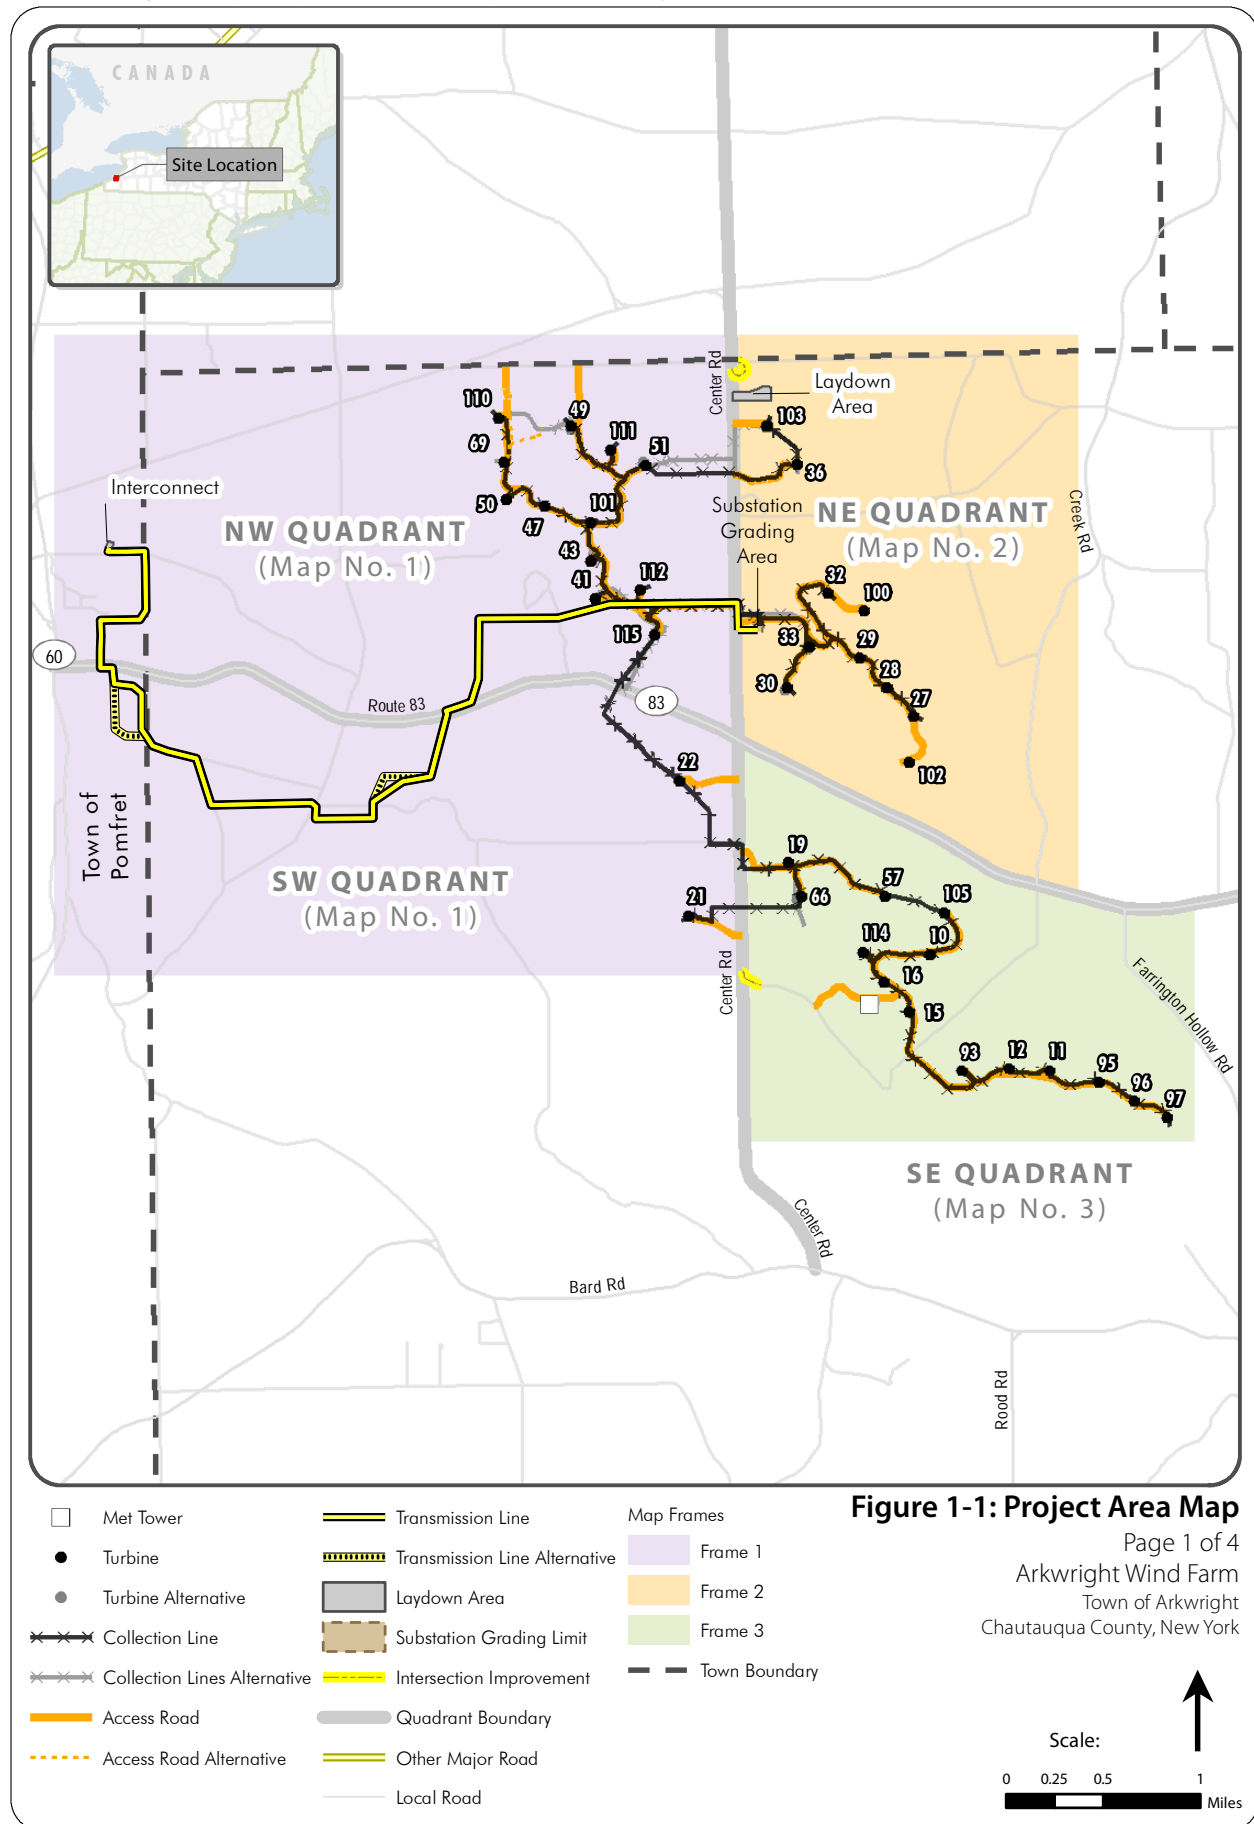 CANADA
Site Location
Center Rd
Laydown
Area
110
49
103
111
69
51
36
Interconnect
50
47
101
Substation
Grading
Area
NW QUADRANT
(Map No. 1)
NE QUADRANT
(Map No. 2)
Creek Rd
43
41
112
32
100
115
33
29
60
30
28
27
Route 83
83
22
102
Town of
Pomfret
19
SW QUADRANT
(Map No. 1)
57
105
21
66
114
10
Center Rd
16
15
Farrington Hollow Rd
93
12
11
95
96
97
SE QUADRANT
(Map No. 3)
Center Rd
Bard Rd
Rood Rd
Met Tower
Turbine
Turbine Alternative
Collection Line
Collection Lines Alternative
Access Road
Access Road Alternative
Transmission Line
Transmission Line Alternative
Laydown Area
Substation Grading Limit
Intersection Improvement
Quadrant Boundary
Other Major Road
Local Road
Map Frames
Frame 1
Frame 2
Frame 3
Town Boundary
Figure 1-1: Project Area Map
Page 1 of 4
Arkwright Wind Farm
Town of Arkwright
Chautauqua County, New York
Scale:
0 0.25 0.5 1
Miles